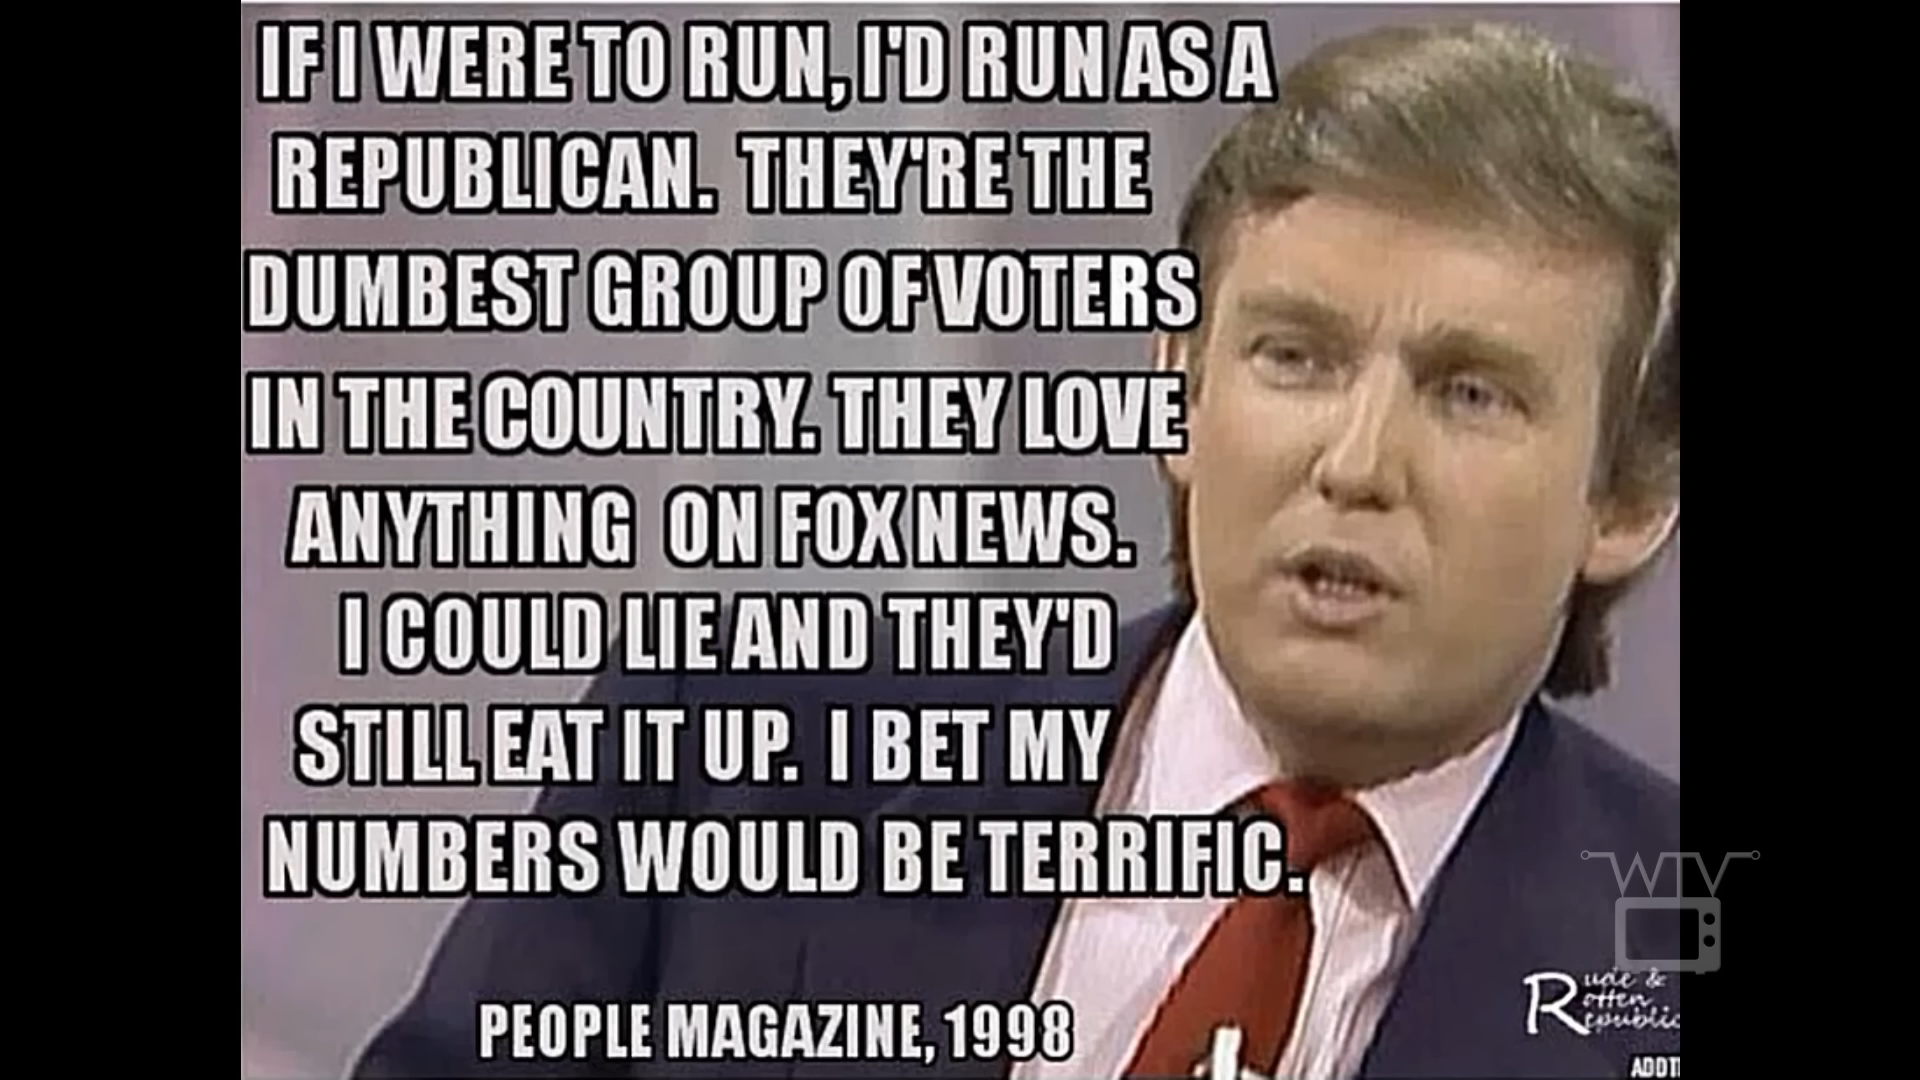 IF I WERE TO RUN, I'D RUN AS A
REPUBLICAN. THEY'RE THE
DUMBEST GROUP OF VOTERS
IN THE COUNTRY. THEY LOVE
ANYTHING ON FOX NEWS.
I COULD LIE AND THEY'D
STILL EAT IT UP. I BET MY
NUMBERS WOULD BE TERRIFIC.
PEOPLE MAGAZINE, 1998
WTV
Rude &
Rotten